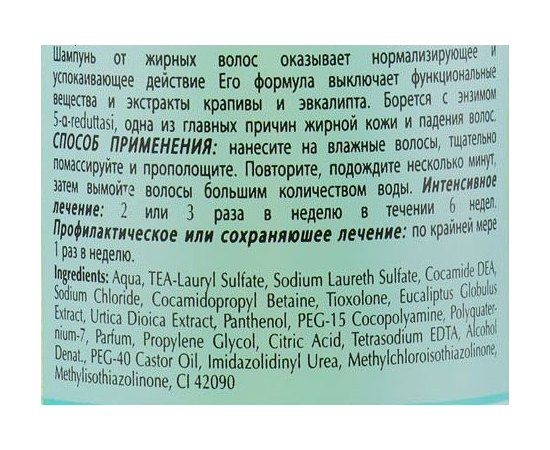 Шампунь от жирных волос оказывает нормализирующее и
успокаивающее действие Его формула выключает функциональные
вещества и экстракты крапивы и эвкалипта. Борется с энзимом
5-α-reduttasi, одна из главных причин жирной кожи и падения волос.
СПОСОБ ПРИМЕНЕНИЯ: нанесите на влажные волосы, тщательно
помассируйте и прополощите. Повторите, подождите несколько минут,
затем вымойте волосы большим количеством воды. Интенсивное
лечение: 2 или 3 раза в неделю в течении 6 недел.
Профилактическое или сохраняюшее лечение: по крайней мере
1 раз в неделю.
Ingredients: Aqua, TEA-Lauryl Sulfate, Sodium Laureth Sulfate, Cocamide DEA,
Sodium Chloride, Cocamidopropyl Betaine, Tioxolone, Eucaliptus Globulus
Extract, Urtica Dioica Extract, Panthenol, PEG-15 Cocopolyamine, Polyquater-
nium-7, Parfum, Propylene Glycol, Citric Acid, Tetrasodium EDTA, Alcohol
Denat., PEG-40 Castor Oil, Imidazolidinyl Urea, Methylchloroisothiazolinone,
Methylisothiazolinone, CI 42090